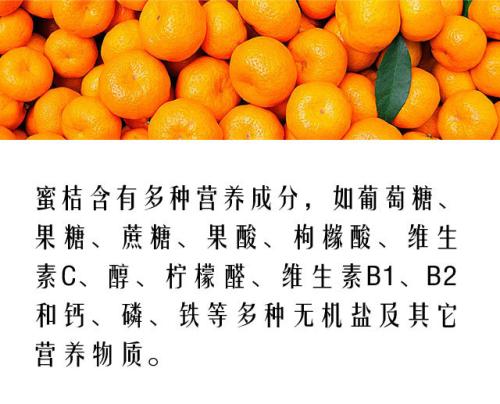 蜜桔含有多种营养成分，如葡萄糖、
果糖、蔗糖、果酸、枸橼酸、维生
素C、醇、柠檬醛、维生素B1、B2
和钙、磷、铁等多种无机盐及其它
营养物质。